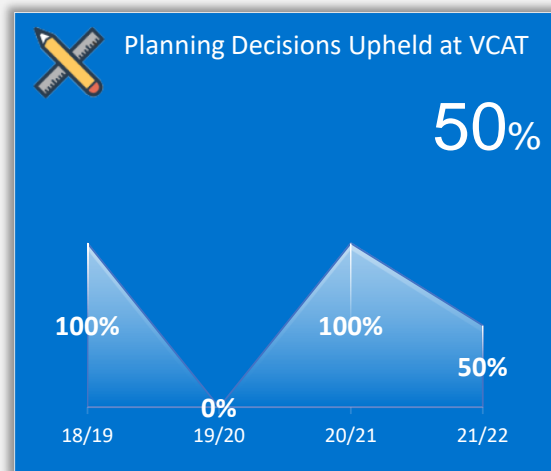 Planning Decisions Upheld at VCAT
50%
100%
100%
50%
0%
18/19 19/20 20/21 21/22